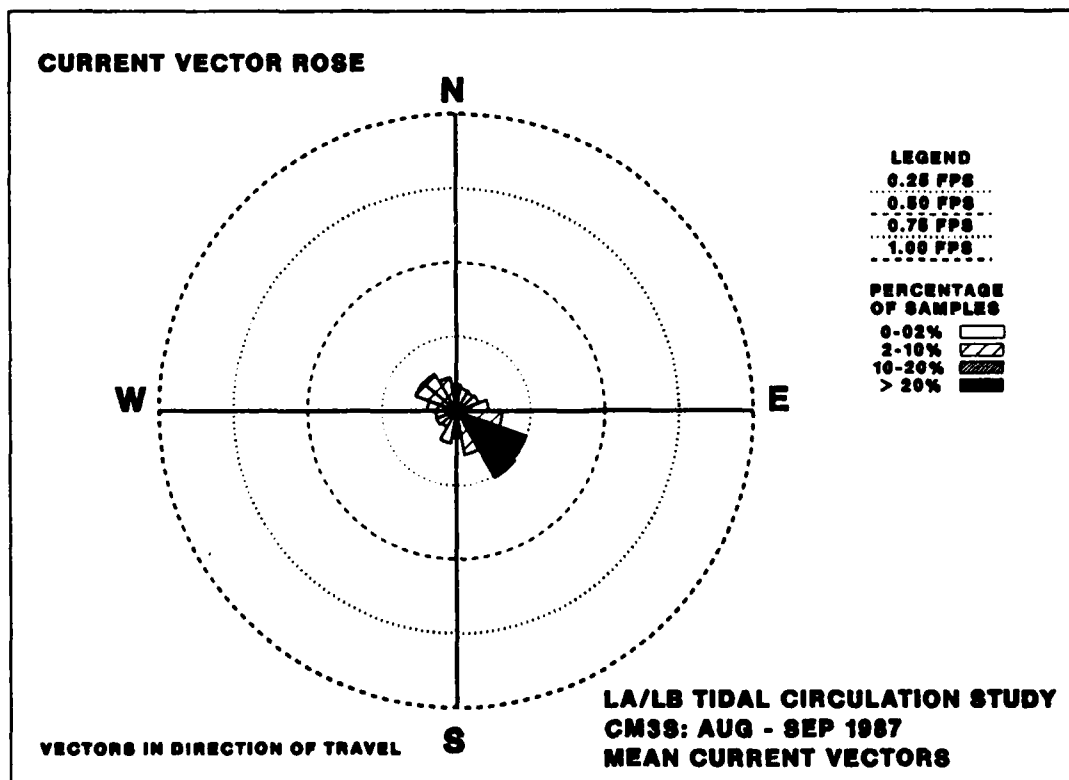 CURRENT VECTOR ROSE
N
LEGEND
0.25 FPS
0.50 FPS
0.75 FPS
1.00 FPS
PERCENTAGE
OF SAMPLES
0-02%
2-10%
10-20%
> 20%
W
E
S
LA/LB TIDAL CIRCULATION STUDY
CM3S: AUG - SEP 1987
MEAN CURRENT VECTORS
VECTORS IN DIRECTION OF TRAVEL